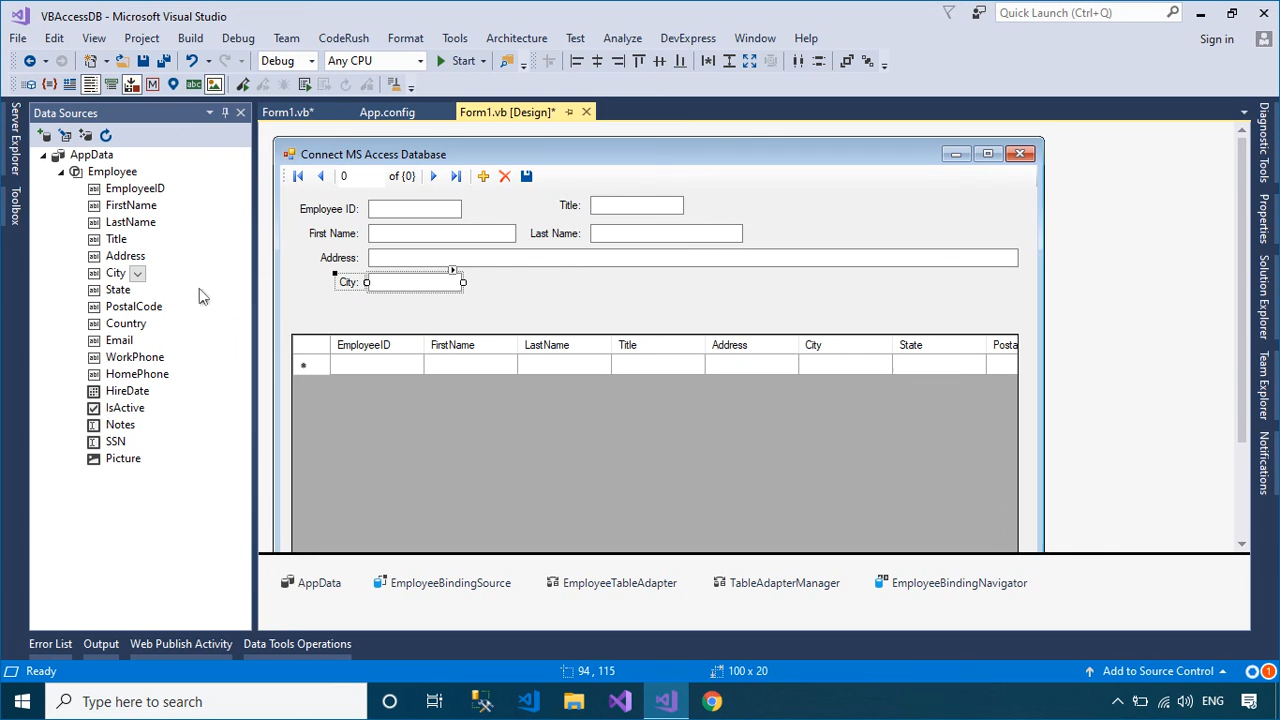 VBAccessDB - Microsoft Visual Studio
Quick Launch (Ctrl+Q)
File Edit View Project Build Debug Team CodeRush Format Tools Architecture Test Analyze DevExpress Window Help
Sign in
Debug Any CPU Start
Server Explorer
Toolbox
Data Sources
AppData
Employee
EmployeeID
FirstName
LastName
Title
Address
City
State
PostalCode
Country
Email
WorkPhone
HomePhone
HireDate
IsActive
Notes
SSN
Picture
Form1.vb* App.config Form1.vb [Design]*
Connect MS Access Database
0 of {0}
Employee ID: Title:
First Name: Last Name:
Address:
City:
EmployeeID FirstName LastName Title Address City State Posta
AppData EmployeeBindingSource EmployeeTableAdapter TableAdapterManager EmployeeBindingNavigator
Diagnostic Tools
Properties
Solution Explorer
Team Explorer
Notifications
Error List Output Web Publish Activity Data Tools Operations
Ready 94 , 115 100 x 20 Add to Source Control 1
Type here to search
ENG